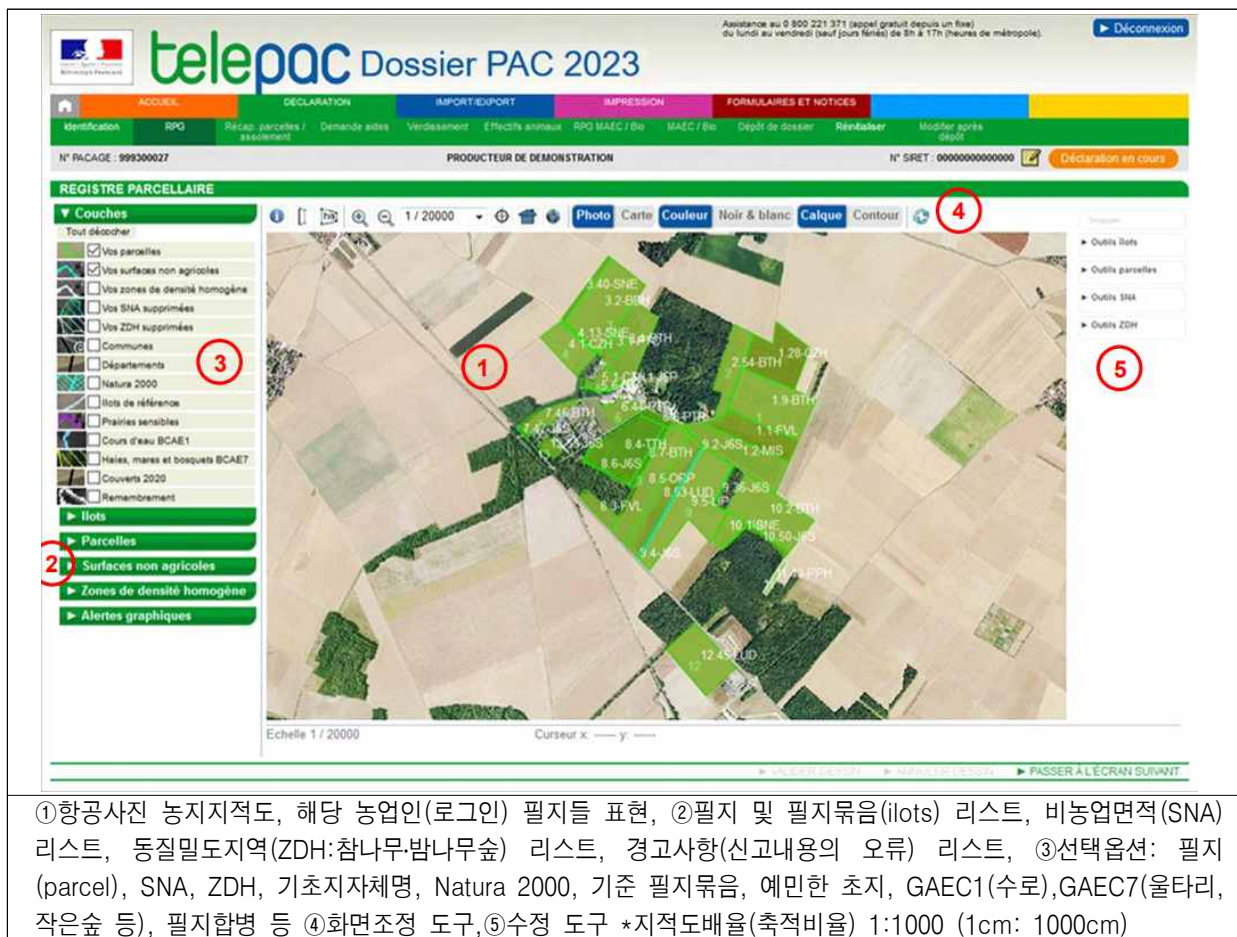 Assistance au 0 800 221 371 (appel gratuit depuis un fixe)
du lundi au vendredi (sauf jours fériés) de 8h à 17h (heures de métropole).
► Déconnexion
RÉPUBLIQUE FRANÇAISE
telepac Dossier PAC 2023
ACCUEIL DÉCLARATION IMPORT/EXPORT IMPRESSION FORMULAIRES ET NOTICES
Identification RPG Récap. parcelles / assolement Demande aides Verdissement Effectifs animaux RPG MAEC / Bio MAEC / Bio Dépôt de dossier Réinitialiser Modifier après dépôt
N° PACAGE : 999300027 PRODUCTEUR DE DEMONSTRATION N° SIRET : 00000000000000 Déclaration en cours
REGISTRE PARCELLAIRE
▼ Couches
1 / 20000 Photo Carte Couleur Noir & blanc Calque Contour
④
Tout décocher
Vos parcelles
Vos surfaces non agricoles
Vos zones de densité homogène
Vos SNA supprimées
Vos ZDH supprimées
Communes
Départements
Natura 2000
Ilots de référence
Prairies sensibles
Cours d'eau BCAE1
Haies, mares et bosquets BCAE7
Couverts 2020
Remembrement
③
► Ilots
► Parcelles
② ► Surfaces non agricoles
► Zones de densité homogène
► Alertes graphiques
①
3.40-SNE
4.13-SNE
4.1-CZH
1.28-CZH
2.54-BTH
1.9-BTH
1.1-FVL
1.2-MIS
9.2-J6S
7.46-BTH
8.4-TTH
8.7-BTH
8.6-J6S
8.5-ORP
8.53-LUD
9.36-J6S
8.3-FVL
10.2-BTH
10.1-SNE
10.50-J6S
9.4-J6S
11.43-PPH
12.45-LUD
12
► Outils îlots
► Outils parcelles
► Outils SNA
► Outils ZDH
⑤
Echelle 1 / 20000 Curseur x: ----- y: -----
► VALIDER DESSIN ► ANNULER DESSIN ► PASSER À L'ÉCRAN SUIVANT
①항공사진 농지지적도, 해당 농업인(로그인) 필지들 표현, ②필지 및 필지묶음(ilots) 리스트, 비농업면적(SNA)
리스트, 동질밀도지역(ZDH:참나무·밤나무숲) 리스트, 경고사항(신고내용의 오류) 리스트, ③선택옵션: 필지
(parcel), SNA, ZDH, 기초지자체명, Natura 2000, 기준 필지묶음, 예민한 초지, GAEC1(수로),GAEC7(울타리,
작은숲 등), 필지합병 등 ④화면조정 도구,⑤수정 도구 *지적도배율(축적비율) 1:1000 (1cm: 1000cm)